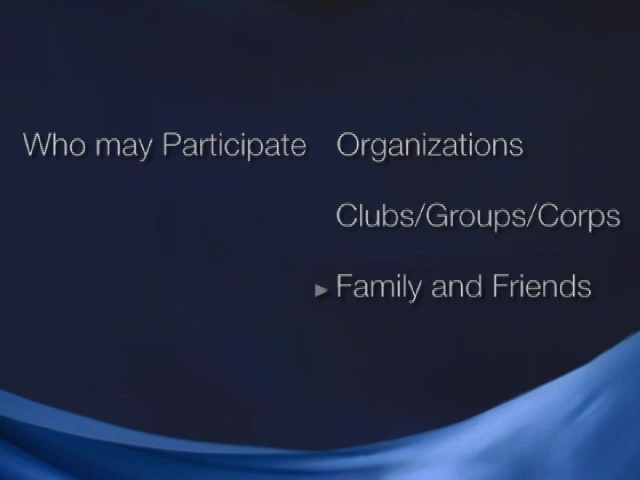 Who may Participate Organizations
Clubs/Groups/Corps
Family and Friends